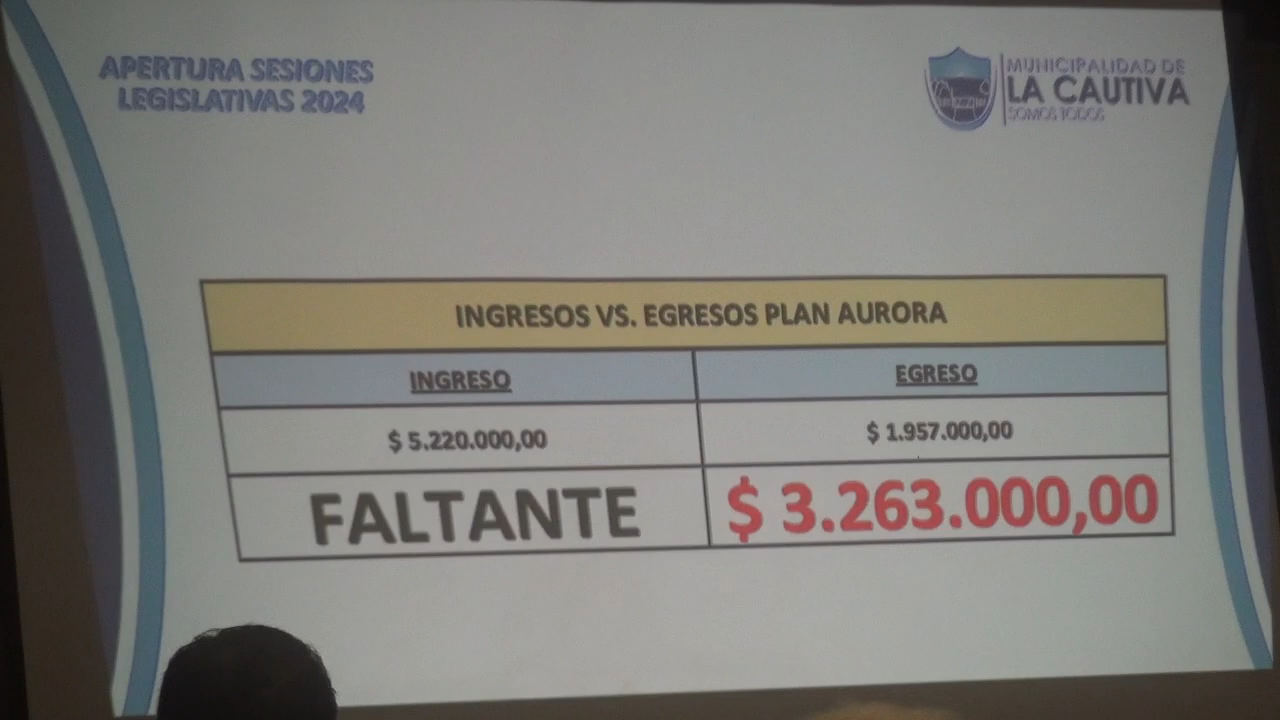 APERTURA SESIONES
LEGISLATIVAS 2024
MUNICIPALIDAD DE
LA CAUTIVA
SOMOS TODOS
INGRESOS VS. EGRESOS PLAN AURORA
INGRESO EGRESO
$ 5.220.000,00 $ 1.957.000,00
FALTANTE $ 3.263.000,00